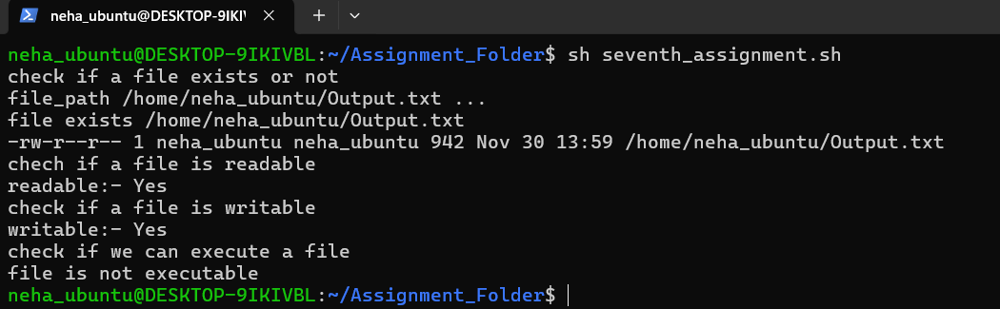 neha_ubuntu@DESKTOP-9IKIV
neha_ubuntu@DESKTOP-9IKIVBL:~/Assignment_Folder$ sh seventh_assignment.sh
check if a file exists or not
file_path /home/neha_ubuntu/Output.txt ...
file exists /home/neha_ubuntu/Output.txt
-rw-r--r-- 1 neha_ubuntu neha_ubuntu 942 Nov 30 13:59 /home/neha_ubuntu/Output.txt
chech if a file is readable
readable:- Yes
check if a file is writable
writable:- Yes
check if we can execute a file
file is not executable
neha_ubuntu@DESKTOP-9IKIVBL:~/Assignment_Folder$